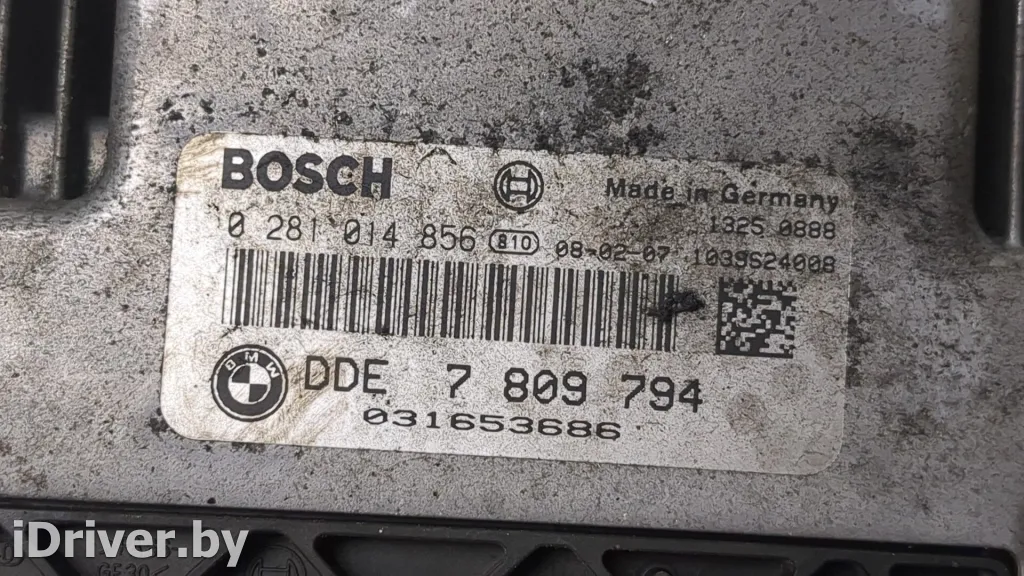 BOSCH
Made in Germany
1325 0888
0 281 014 856 810 08-02-07 1039S24008
BMW
DDE 7 809 794
031653686
iDriver.by